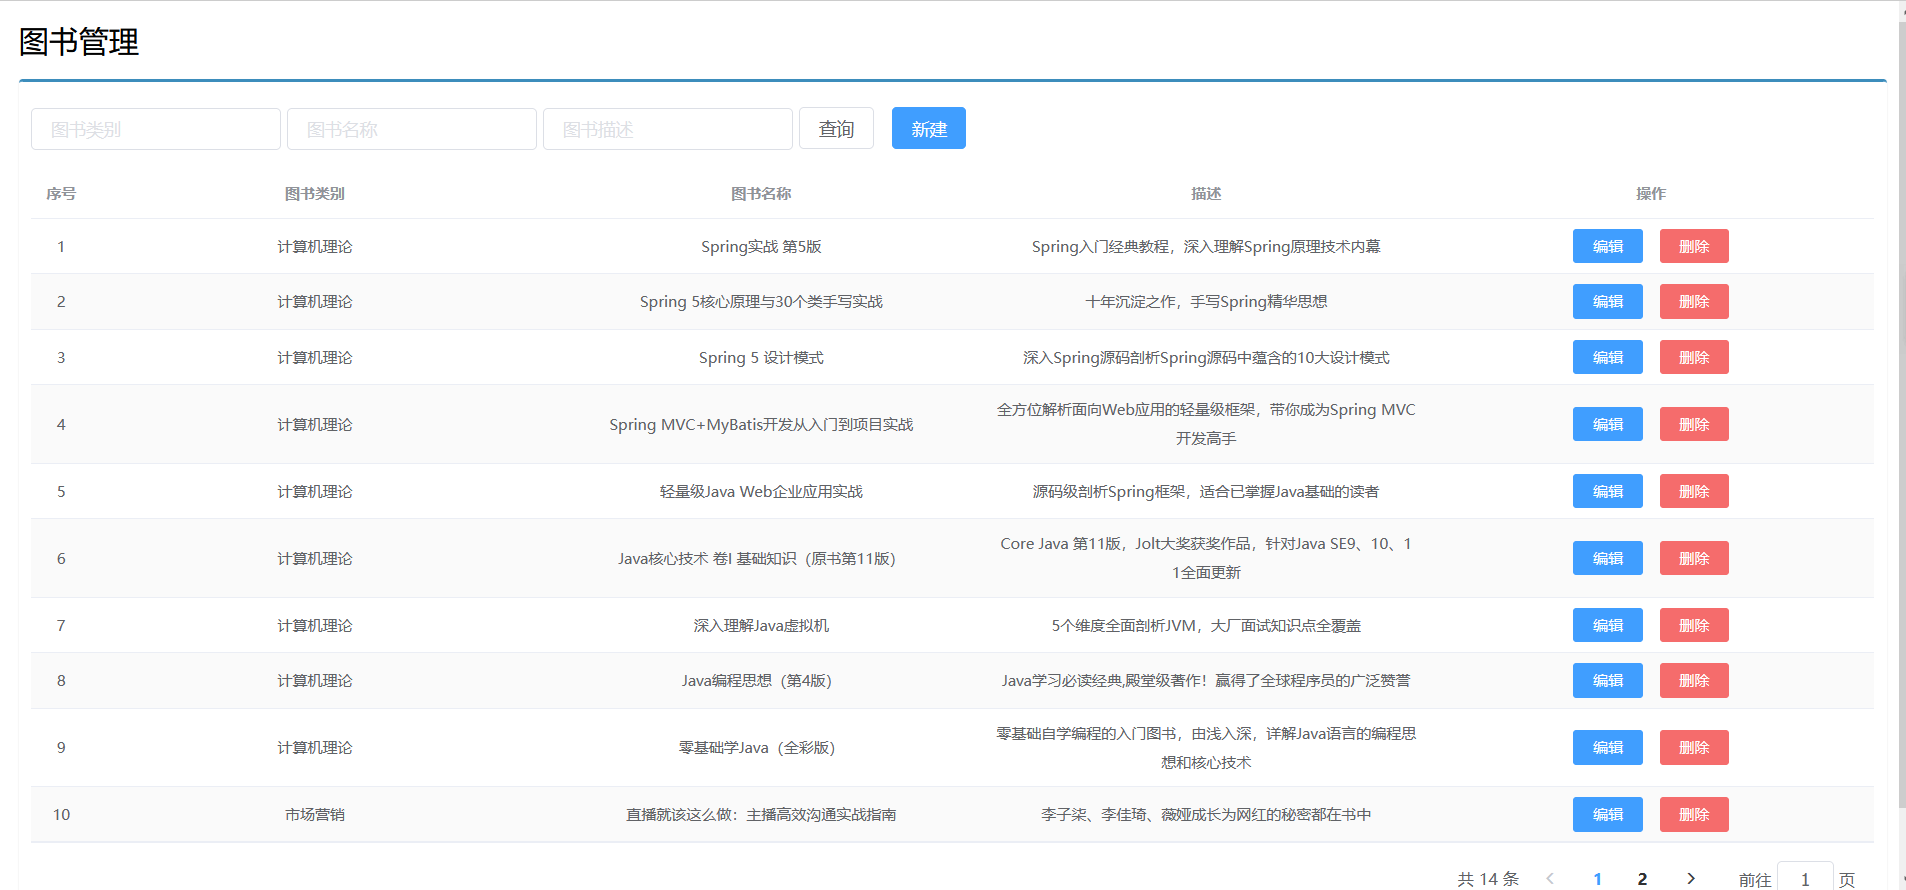 图书管理
图书类别 图书名称 图书描述 查询 新建
序号 图书类别 图书名称 描述 操作
1 计算机理论 Spring实战 第5版 Spring入门经典教程，深入理解Spring原理技术内幕 编辑 删除
2 计算机理论 Spring 5核心原理与30个类手写实战 十年沉淀之作，手写Spring精华思想 编辑 删除
3 计算机理论 Spring 5 设计模式 深入Spring源码剖析Spring源码中蕴含的10大设计模式 编辑 删除
4 计算机理论 Spring MVC+MyBatis开发从入门到项目实战 全方位解析面向Web应用的轻量级框架，带你成为Spring MVC
开发高手 编辑 删除
5 计算机理论 轻量级Java Web企业应用实战 源码级剖析Spring框架，适合已掌握Java基础的读者 编辑 删除
6 计算机理论 Java核心技术 卷I 基础知识（原书第11版） Core Java 第11版，Jolt大奖获奖作品，针对Java SE9、10、1
1全面更新 编辑 删除
7 计算机理论 深入理解Java虚拟机 5个维度全面剖析JVM，大厂面试知识点全覆盖 编辑 删除
8 计算机理论 Java编程思想（第4版） Java学习必读经典,殿堂级著作！赢得了全球程序员的广泛赞誉 编辑 删除
9 计算机理论 零基础学Java（全彩版） 零基础自学编程的入门图书，由浅入深，详解Java语言的编程思
想和核心技术 编辑 删除
10 市场营销 直播就该这么做：主播高效沟通实战指南 李子柒、李佳琦、薇娅成长为网红的秘密都在书中 编辑 删除
共 14 条 1 2 前往 1 页